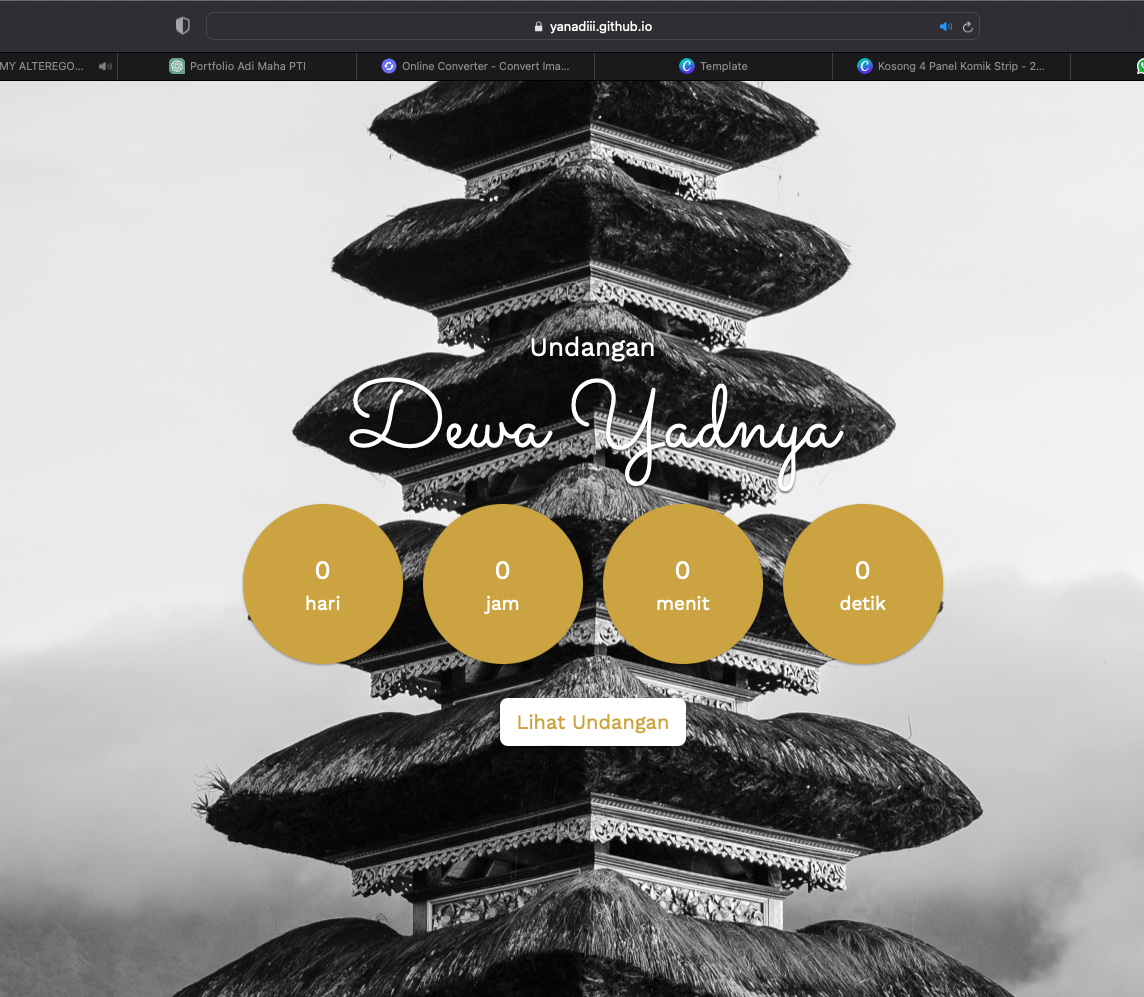 yanadiii.github.io
MY ALTEREGO...
Portfolio Adi Maha PTI
Online Converter - Convert Ima...
Template
Kosong 4 Panel Komik Strip - 2...
Undangan
Dewa Yadnya
0 0 0 0
hari jam menit detik
Lihat Undangan